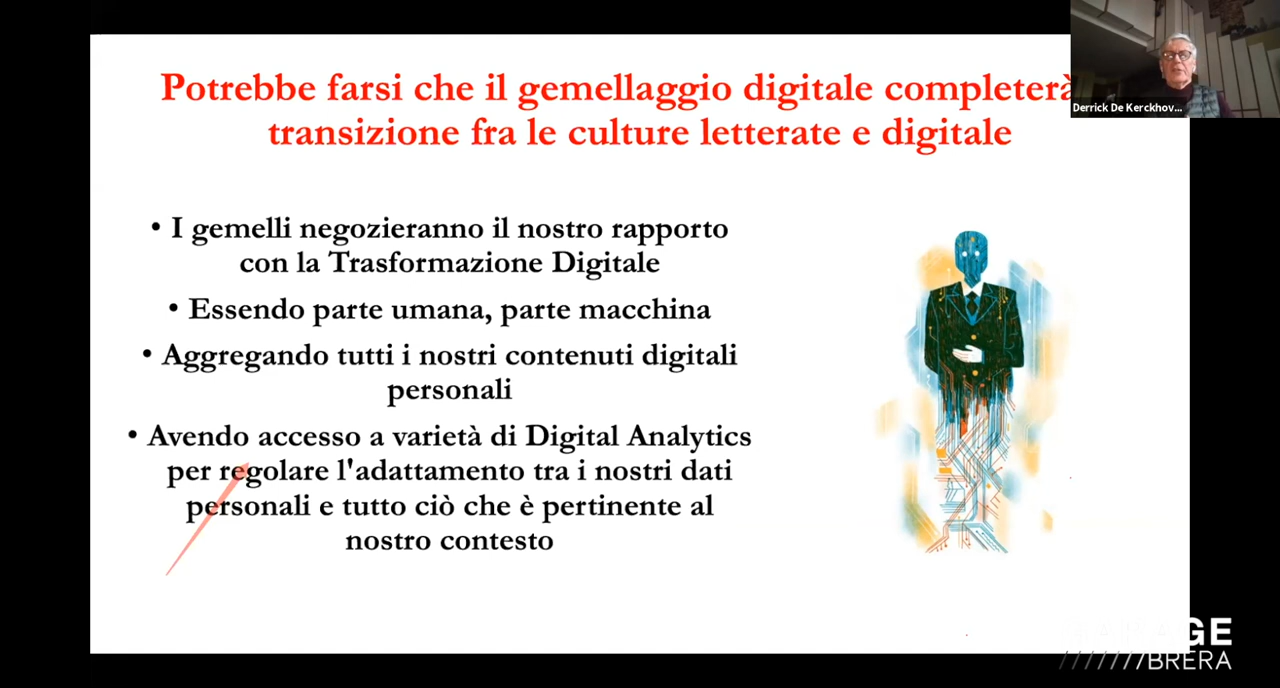 Potrebbe farsi che il gemellaggio digitale completerà
transizione fra le culture letterate e digitale
Derrick De Kerckhov...
• I gemelli negozieranno il nostro rapporto
con la Trasformazione Digitale
• Essendo parte umana, parte macchina
• Aggregando tutti i nostri contenuti digitali
personali
• Avendo accesso a varietà di Digital Analytics
per regolare l'adattamento tra i nostri dati
personali e tutto ciò che è pertinente al
nostro contesto
///////BRERA